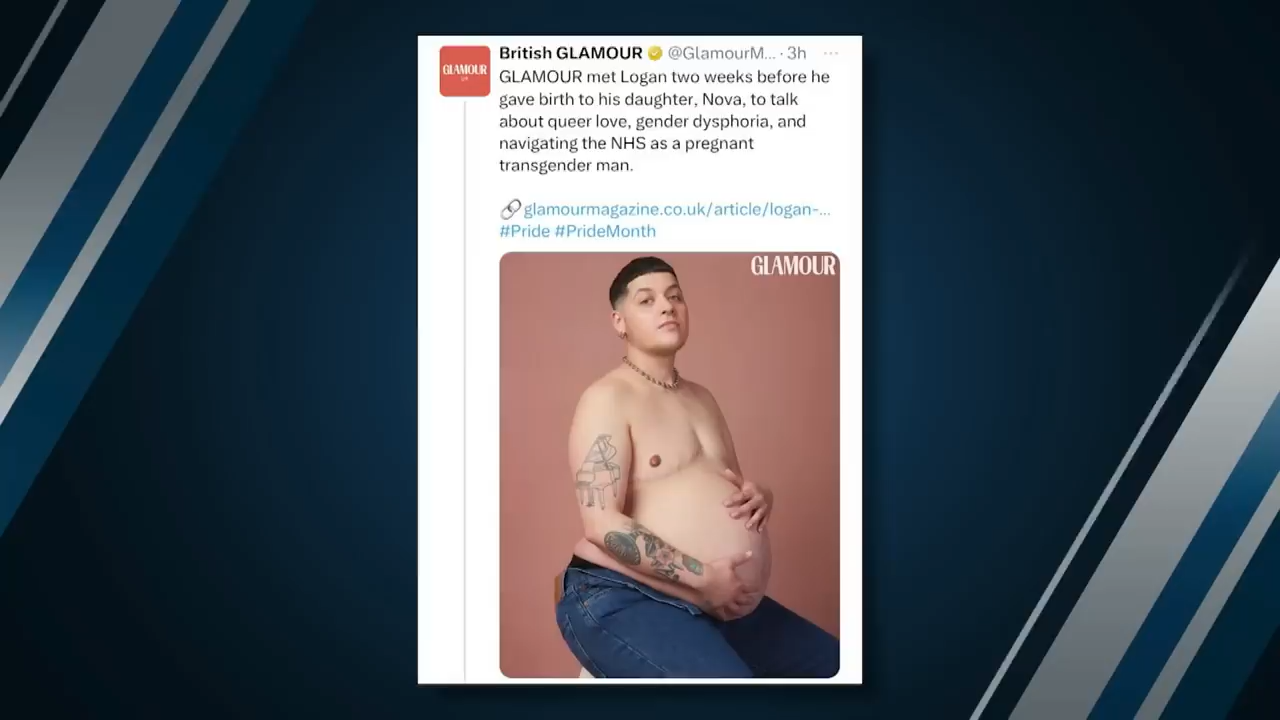 GLAMOUR
UK
British GLAMOUR @GlamourM... · 3h ...
GLAMOUR met Logan two weeks before he
gave birth to his daughter, Nova, to talk
about queer love, gender dysphoria, and
navigating the NHS as a pregnant
transgender man.
glamourmagazine.co.uk/article/logan-...
#Pride #PrideMonth
GLAMOUR